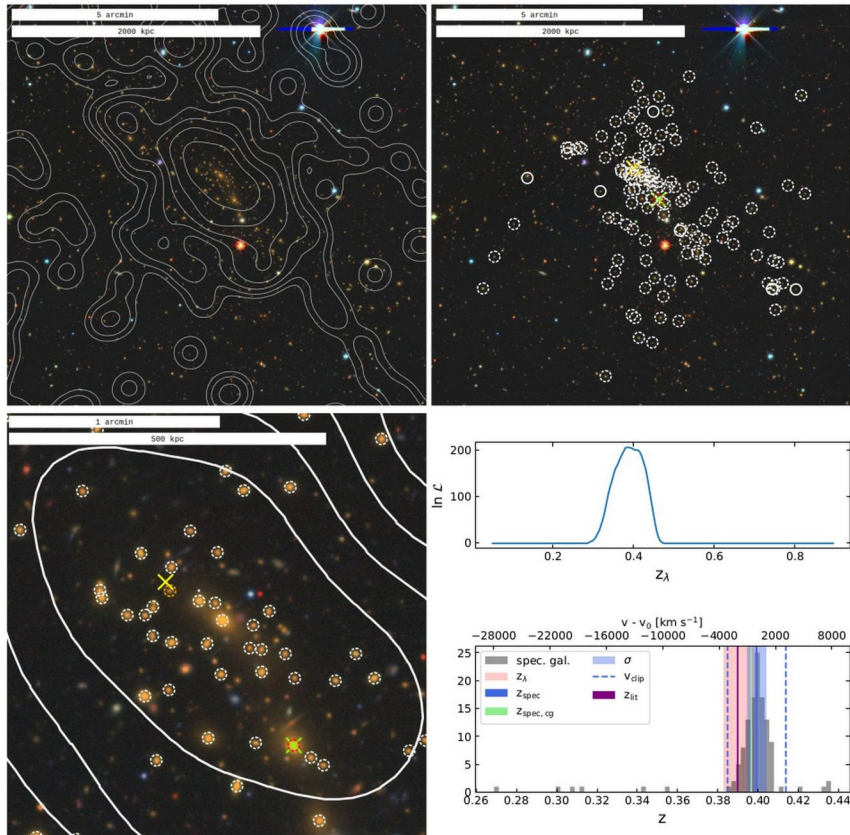 5 arcmin
2000 kpc
5 arcmin
2000 kpc
1 arcmin
500 kpc
200
100
0
ln ℒ
0.2 0.4 0.6 0.8
z_λ
v - v₀ [km s⁻¹]
−28000 −22000 −16000 −10000 −4000 2000 8000
25
20
15
10
5
0
spec. gal.
z_λ
z_spec
z_spec, cg
σ
v_clip
z_lit
0.26 0.28 0.30 0.32 0.34 0.36 0.38 0.40 0.42 0.44
z